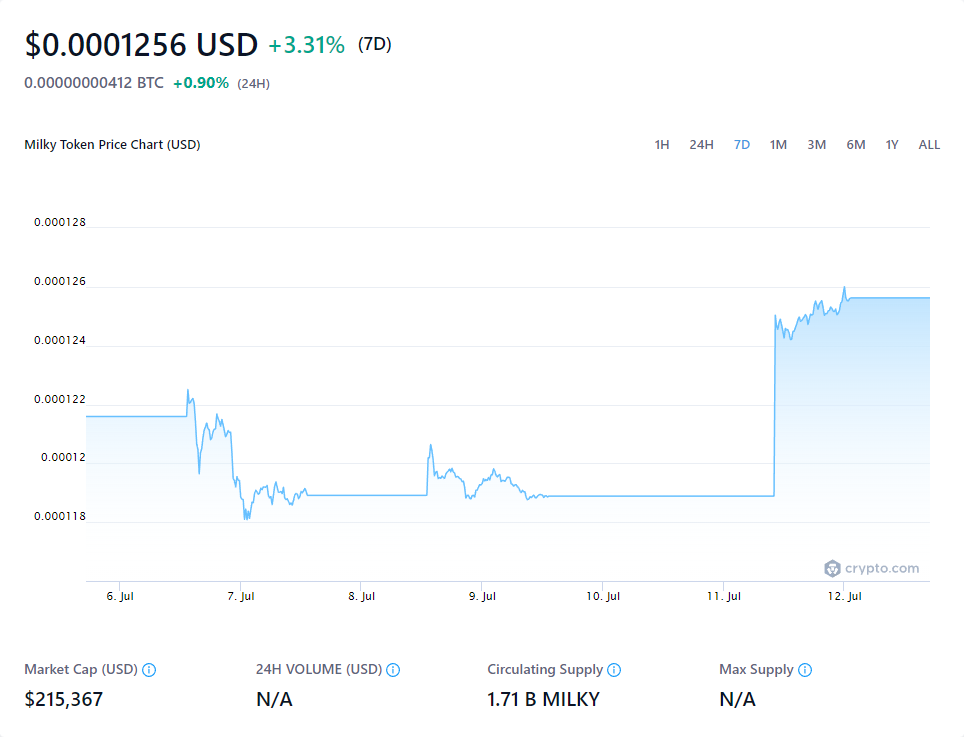 $0.0001256 USD +3.31% (7D)
0.00000000412 BTC +0.90% (24H)
Milky Token Price Chart (USD) 1H 24H 7D 1M 3M 6M 1Y ALL
0.000128
0.000126
0.000124
0.000122
0.00012
0.000118
crypto.com
6. Jul 7. Jul 8. Jul 9. Jul 10. Jul 11. Jul 12. Jul
Market Cap (USD) 24H VOLUME (USD) Circulating Supply Max Supply
$215,367 N/A 1.71 B MILKY N/A